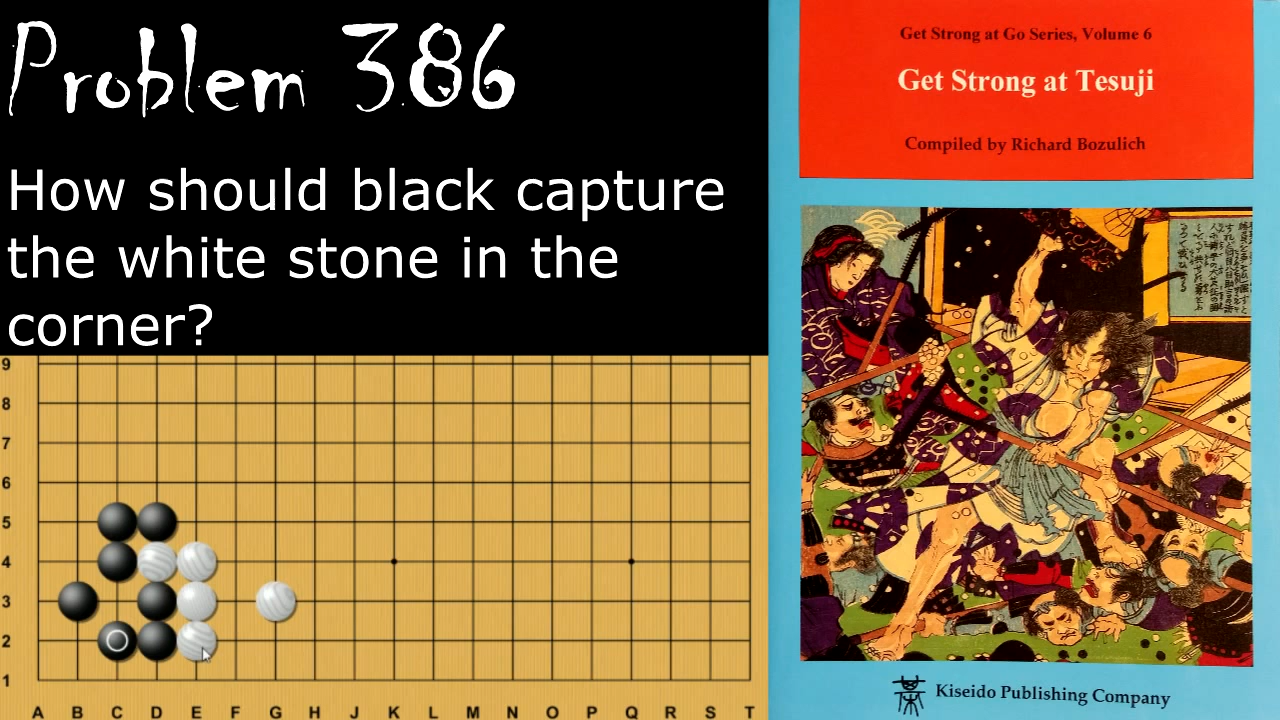 Problem 386
How should black capture
the white stone in the
corner?
9
8
7
6
5
4
3
2
1
A B C D E F G H J K L M N O P Q R S T
Get Strong at Go Series, Volume 6
Get Strong at Tesuji
Compiled by Richard Bozulich
Kiseido Publishing Company